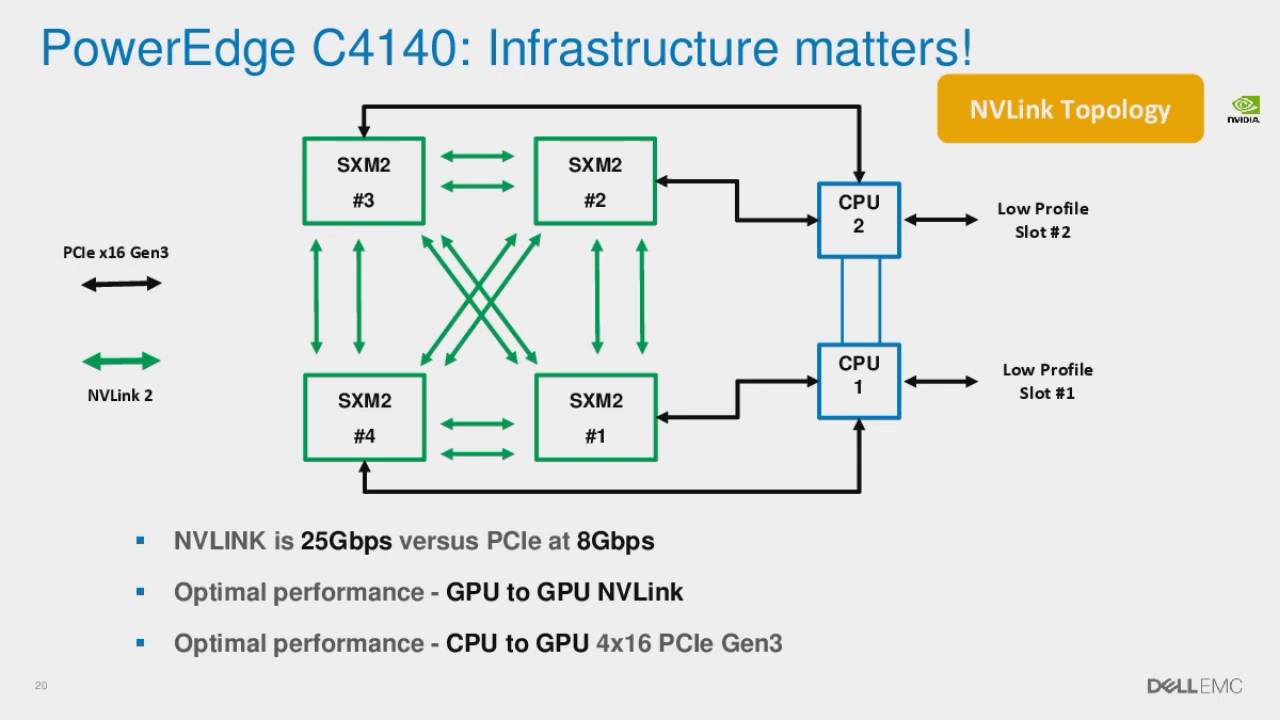 PowerEdge C4140: Infrastructure matters!
NVLink Topology
nVIDIA
SXM2
#3
SXM2
#2
CPU
2
Low Profile
Slot #2
PCIe x16 Gen3
NVLink 2
SXM2
#4
SXM2
#1
CPU
1
Low Profile
Slot #1
▪ NVLINK is 25Gbps versus PCIe at 8Gbps
▪ Optimal performance - GPU to GPU NVLink
▪ Optimal performance - CPU to GPU 4x16 PCIe Gen3
20
DELL EMC